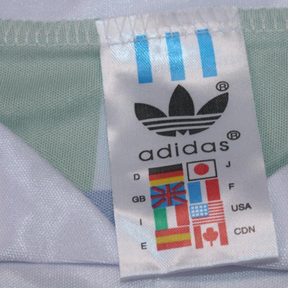 ®
adidas®
D J
GB F
I USA
E CDN